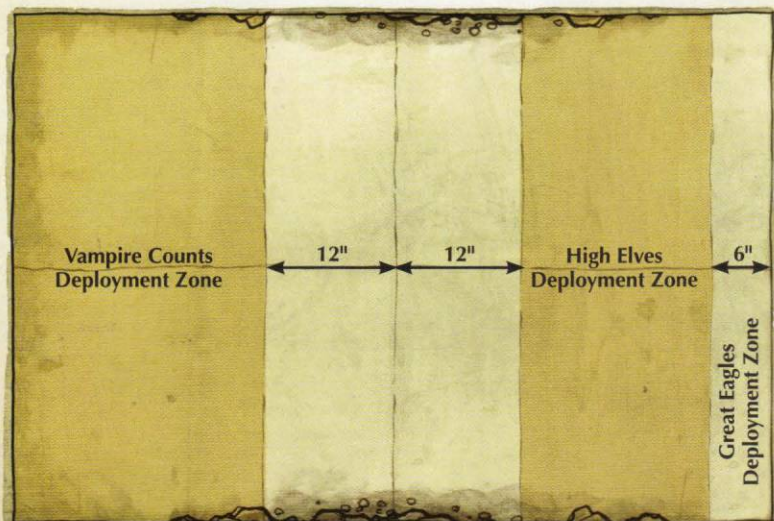 Vampire Counts
Deployment Zone
12"
12"
High Elves
Deployment Zone
6"
Great Eagles
Deployment Zone